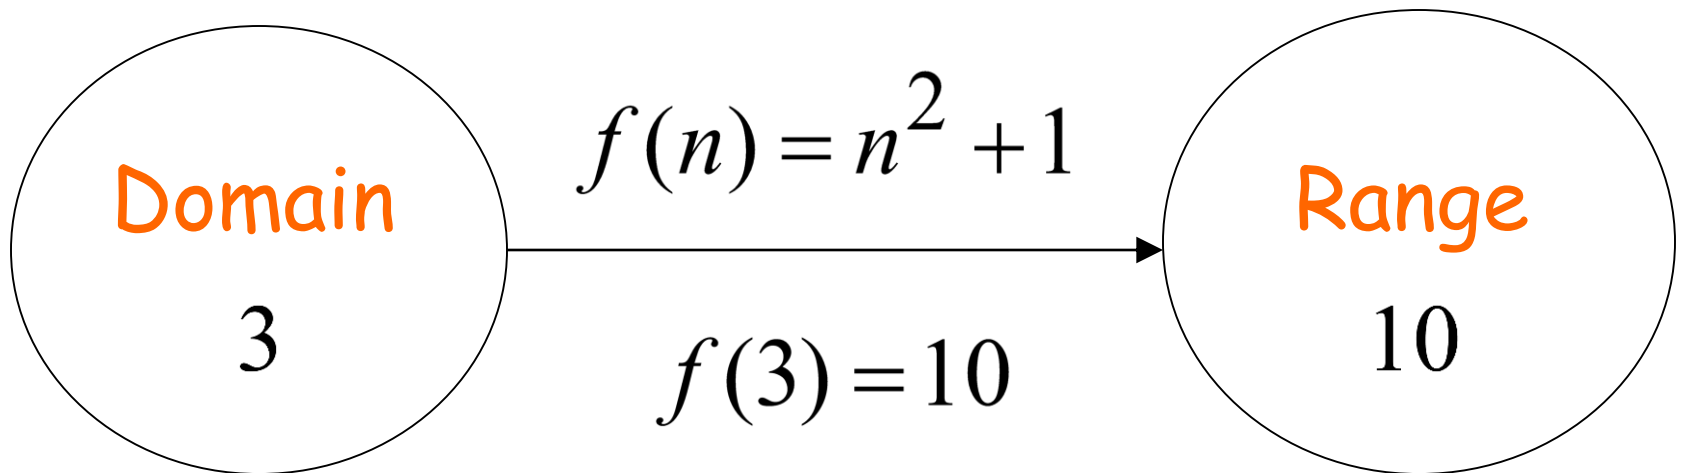 f(n) = n² + 1
Domain
Range
3
10
f(3) = 10